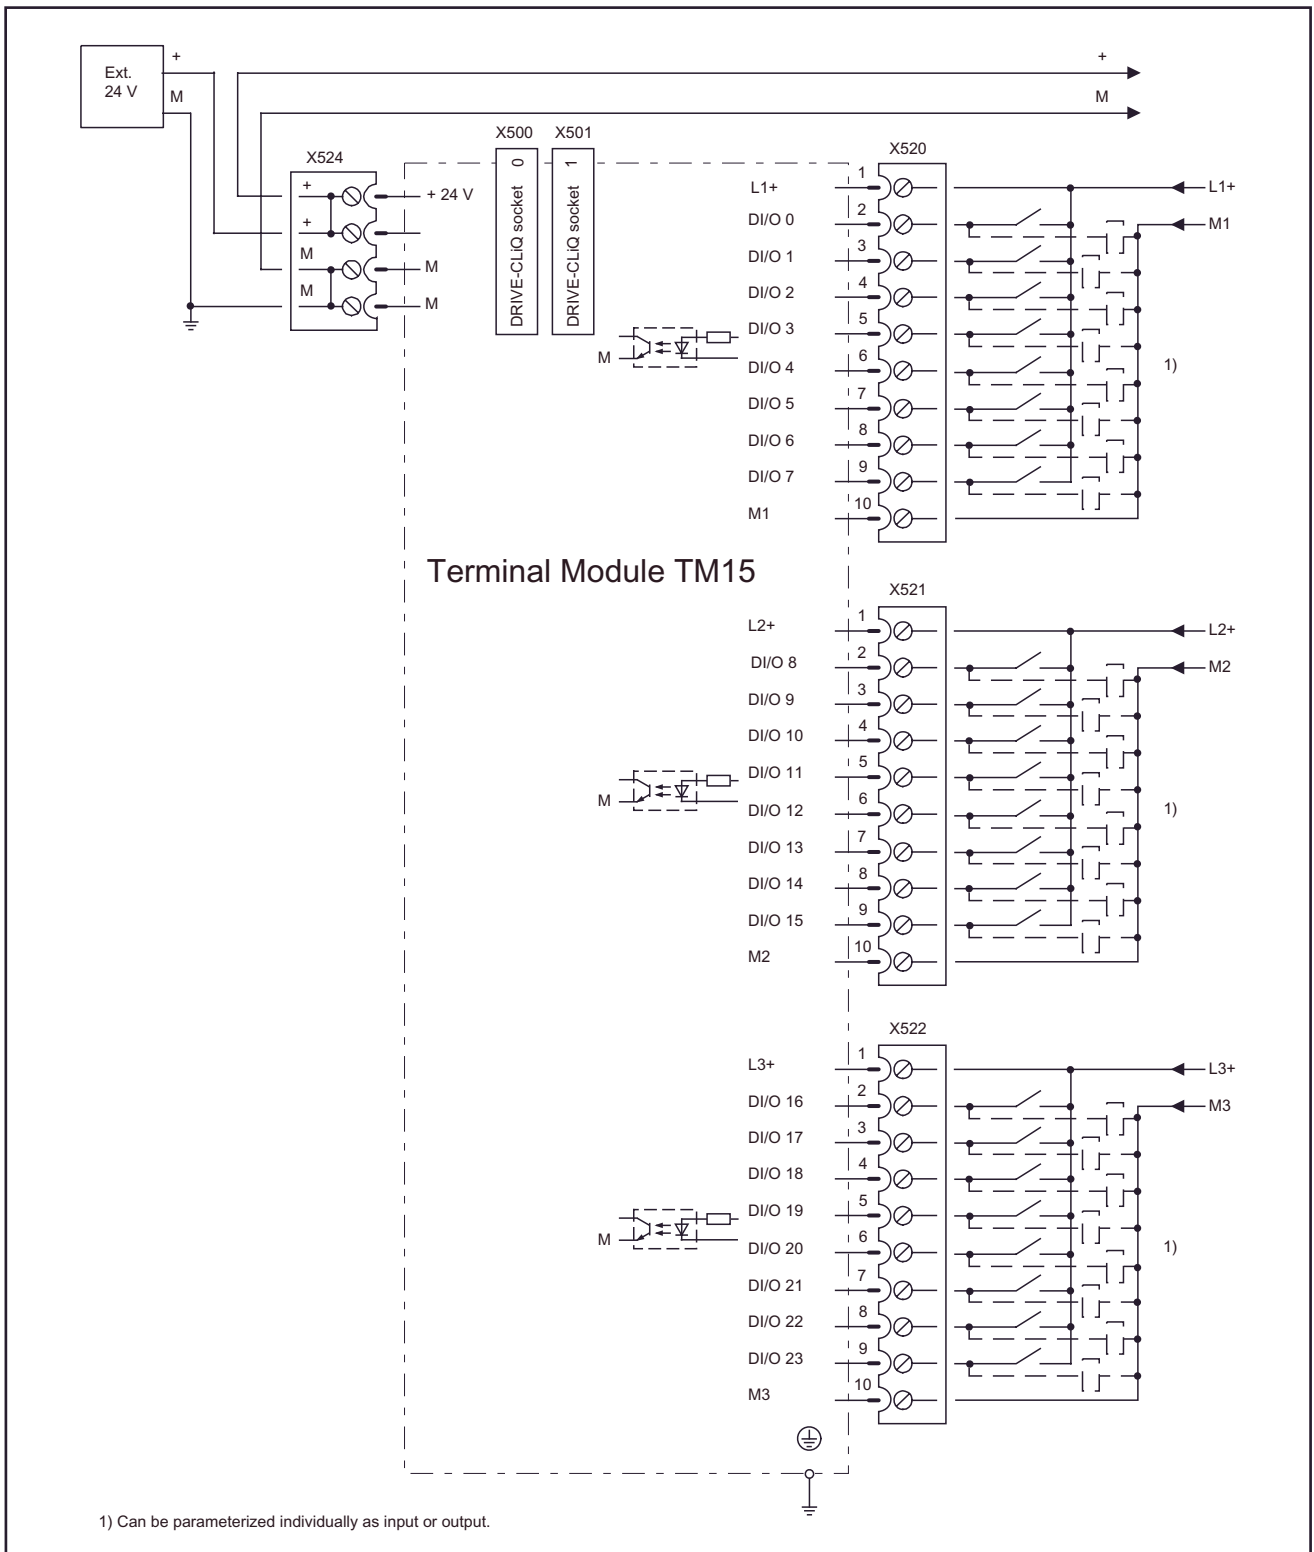 Ext.
24 V
+
M
+
M
X524
+
+
M
M
+ 24 V
M
M
X500
X501
DRIVE-CLiQ socket 0
DRIVE-CLiQ socket 1
X520
L1+ 1
DI/O 0 2
DI/O 1 3
DI/O 2 4
DI/O 3 5
DI/O 4 6
DI/O 5 7
DI/O 6 8
DI/O 7 9
M1 10
M
L1+
M1
1)
Terminal Module TM15
X521
L2+ 1
DI/O 8 2
DI/O 9 3
DI/O 10 4
DI/O 11 5
DI/O 12 6
DI/O 13 7
DI/O 14 8
DI/O 15 9
M2 10
M
L2+
M2
1)
X522
L3+ 1
DI/O 16 2
DI/O 17 3
DI/O 18 4
DI/O 19 5
DI/O 20 6
DI/O 21 7
DI/O 22 8
DI/O 23 9
M3 10
M
L3+
M3
1)
1) Can be parameterized individually as input or output.